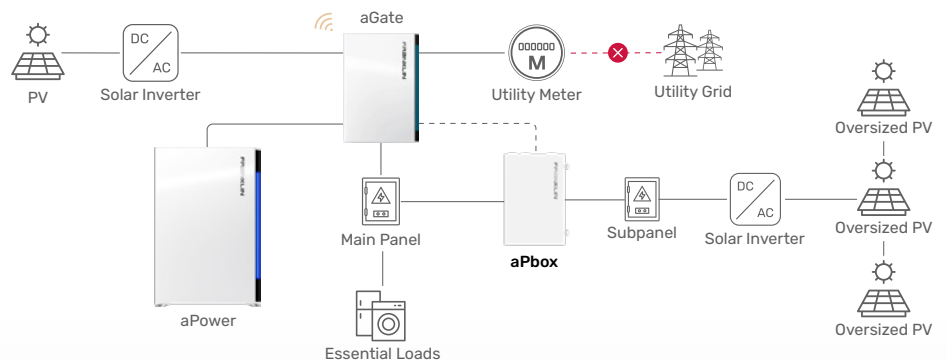 aGate
DC
AC
PV
Solar Inverter
000000
M
Utility Meter
Utility Grid
Oversized PV
aPower
Main Panel
aPbox
Subpanel
DC
AC
Solar Inverter
Oversized PV
Oversized PV
Essential Loads